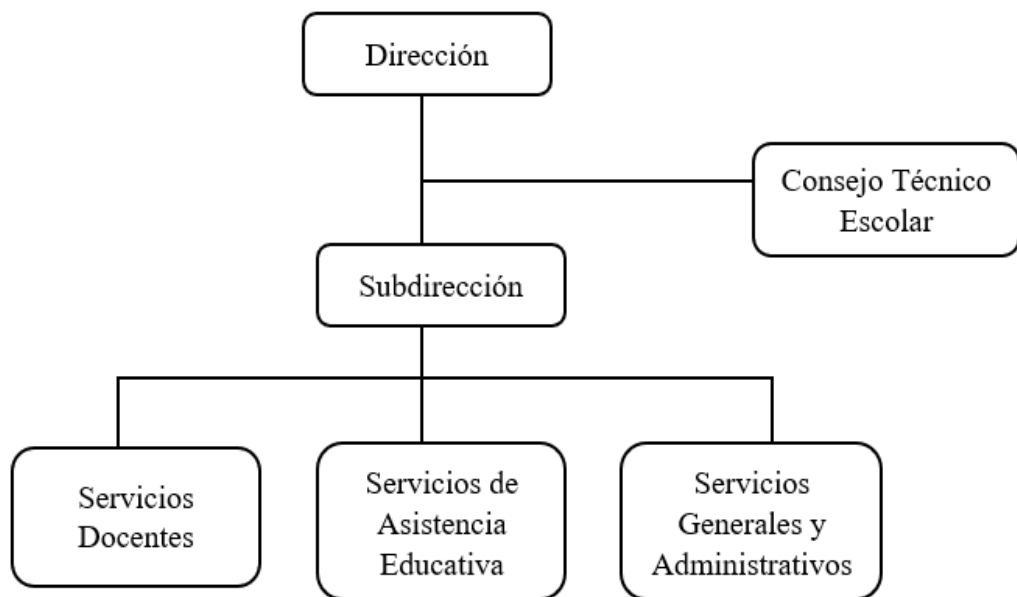 Dirección
Consejo Técnico
Escolar
Subdirección
Servicios
Docentes
Servicios de
Asistencia
Educativa
Servicios
Generales y
Administrativos